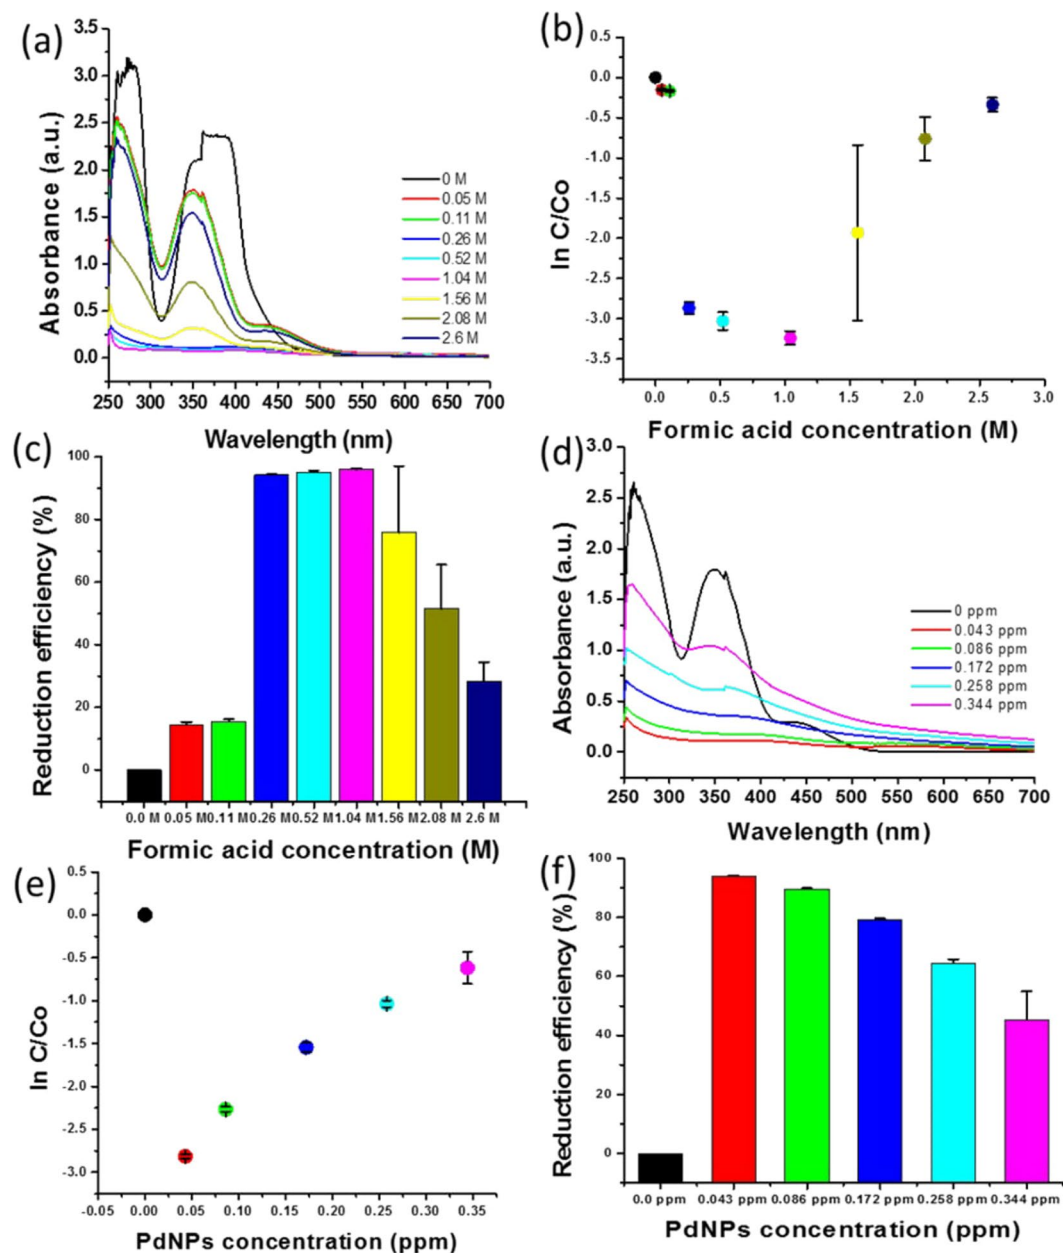 (a)
3.5
3.0
2.5
2.0
1.5
1.0
0.5
0.0
Absorbance (a.u.)
0 M
0.05 M
0.11 M
0.26 M
0.52 M
1.04 M
1.56 M
2.08 M
2.6 M
250 300 350 400 450 500 550 600 650 700
Wavelength (nm)
(b)
0.5
0.0
-0.5
-1.0
-1.5
-2.0
-2.5
-3.0
-3.5
ln C/Co
0.0 0.5 1.0 1.5 2.0 2.5 3.0
Formic acid concentration (M)
(c)
100
80
60
40
20
0
Reduction efficiency (%)
0.0 M 0.05 M 0.11 M 0.26 M 0.52 M 1.04 M 1.56 M 2.08 M 2.6 M
Formic acid concentration (M)
(d)
3.0
2.5
2.0
1.5
1.0
0.5
0.0
Absorbance (a.u.)
0 ppm
0.043 ppm
0.086 ppm
0.172 ppm
0.258 ppm
0.344 ppm
250 300 350 400 450 500 550 600 650 700
Wavelength (nm)
(e)
0.5
0.0
-0.5
-1.0
-1.5
-2.0
-2.5
-3.0
ln C/Co
-0.05 0.00 0.05 0.10 0.15 0.20 0.25 0.30 0.35 0.40
PdNPs concentration (ppm)
(f)
100
80
60
40
20
0
Reduction efficiency (%)
0.0 ppm 0.043 ppm 0.086 ppm 0.172 ppm 0.258 ppm 0.344 ppm
PdNPs concentration (ppm)